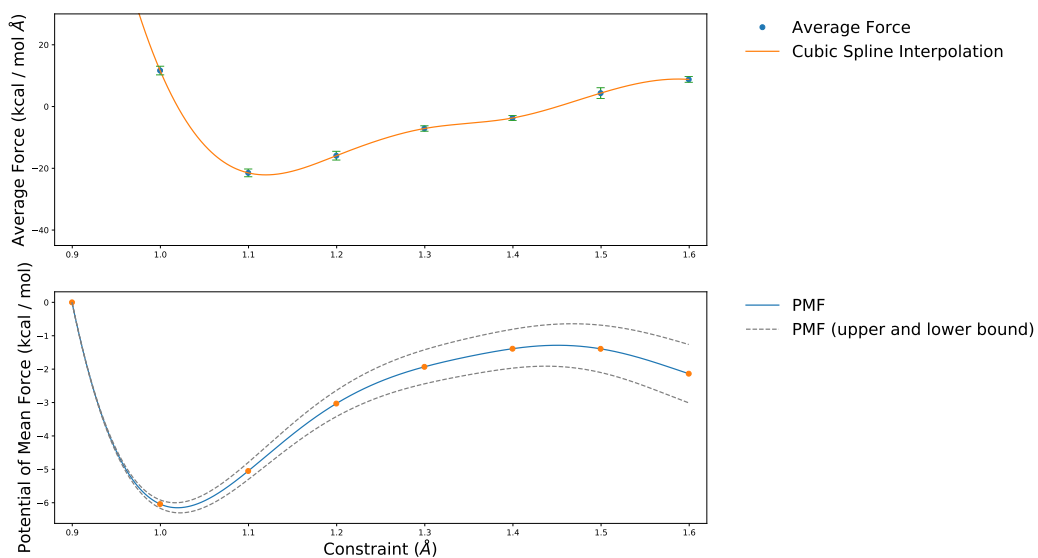 Average Force (kcal / mol Å)
20
0
−20
−40
0.9 1.0 1.1 1.2 1.3 1.4 1.5 1.6
Average Force
Cubic Spline Interpolation
Potential of Mean Force (kcal / mol)
0
−1
−2
−3
−4
−5
−6
0.9 1.0 1.1 1.2 1.3 1.4 1.5 1.6
Constraint (Å)
PMF
PMF (upper and lower bound)